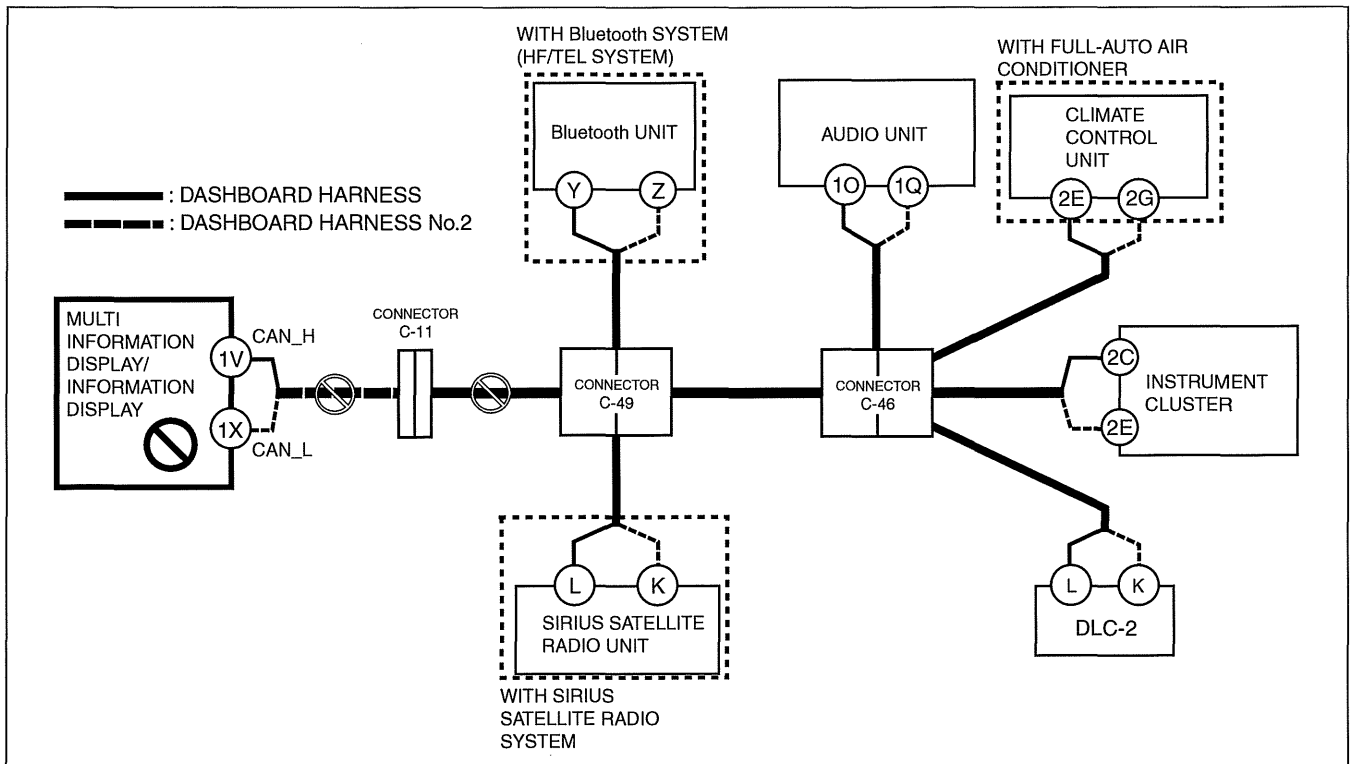 WITH Bluetooth SYSTEM
(HF/TEL SYSTEM)
Bluetooth UNIT
Y
Z
AUDIO UNIT
1O
1Q
WITH FULL-AUTO AIR
CONDITIONER
CLIMATE
CONTROL
UNIT
2E
2G
: DASHBOARD HARNESS
: DASHBOARD HARNESS No.2
MULTI
INFORMATION
DISPLAY/
INFORMATION
DISPLAY
1V
CAN_H
1X
CAN_L
CONNECTOR
C-11
CONNECTOR
C-49
CONNECTOR
C-46
2C
2E
INSTRUMENT
CLUSTER
L
K
SIRIUS SATELLITE
RADIO UNIT
WITH SIRIUS
SATELLITE RADIO
SYSTEM
L
K
DLC-2